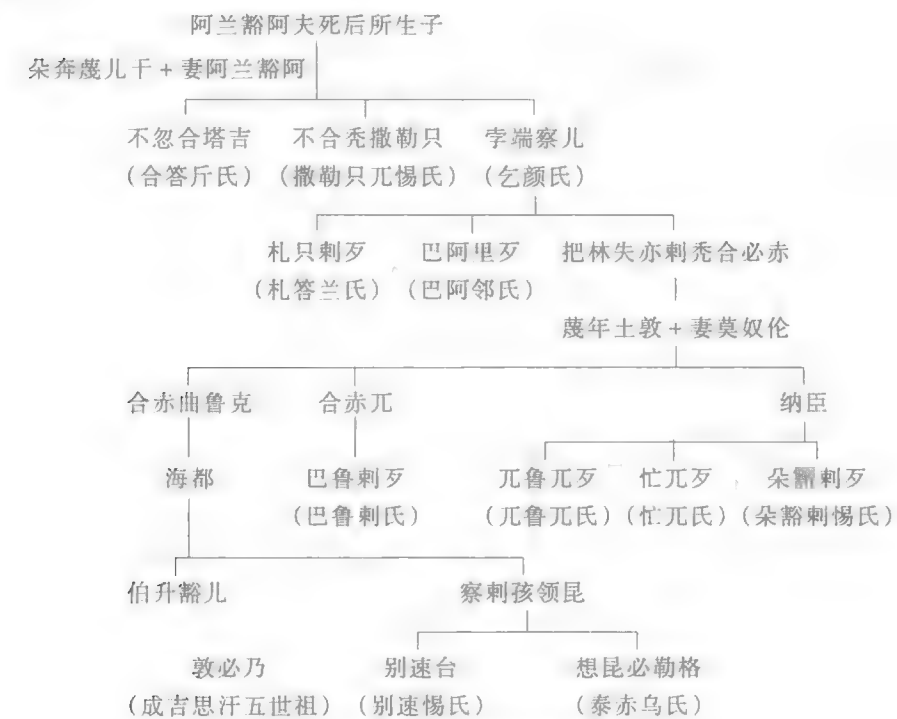 阿兰豁阿夫死后所生子
朵奔蔑儿干+妻阿兰豁阿
不忽合塔吉 不合秃撒勒只 孛端察儿
（合答斤氏）（撒勒只兀惕氏）（乞颜氏）
札只剌歹 巴阿里歹 把林失亦剌秃合必赤
（札答兰氏）（巴阿邻氏）
蔑年土敦+妻莫奴伦
合赤曲鲁克 合赤兀 纳臣
海都 巴鲁剌歹 兀鲁兀歹 忙兀歹 朵豁剌歹
（巴鲁剌氏）（兀鲁兀氏）（忙兀氏）（朵豁剌惕氏）
伯升豁儿 察剌孩领昆
敦必乃 别速台 想昆必勒格
（成吉思汗五世祖）（别速惕氏）（泰赤乌氏）